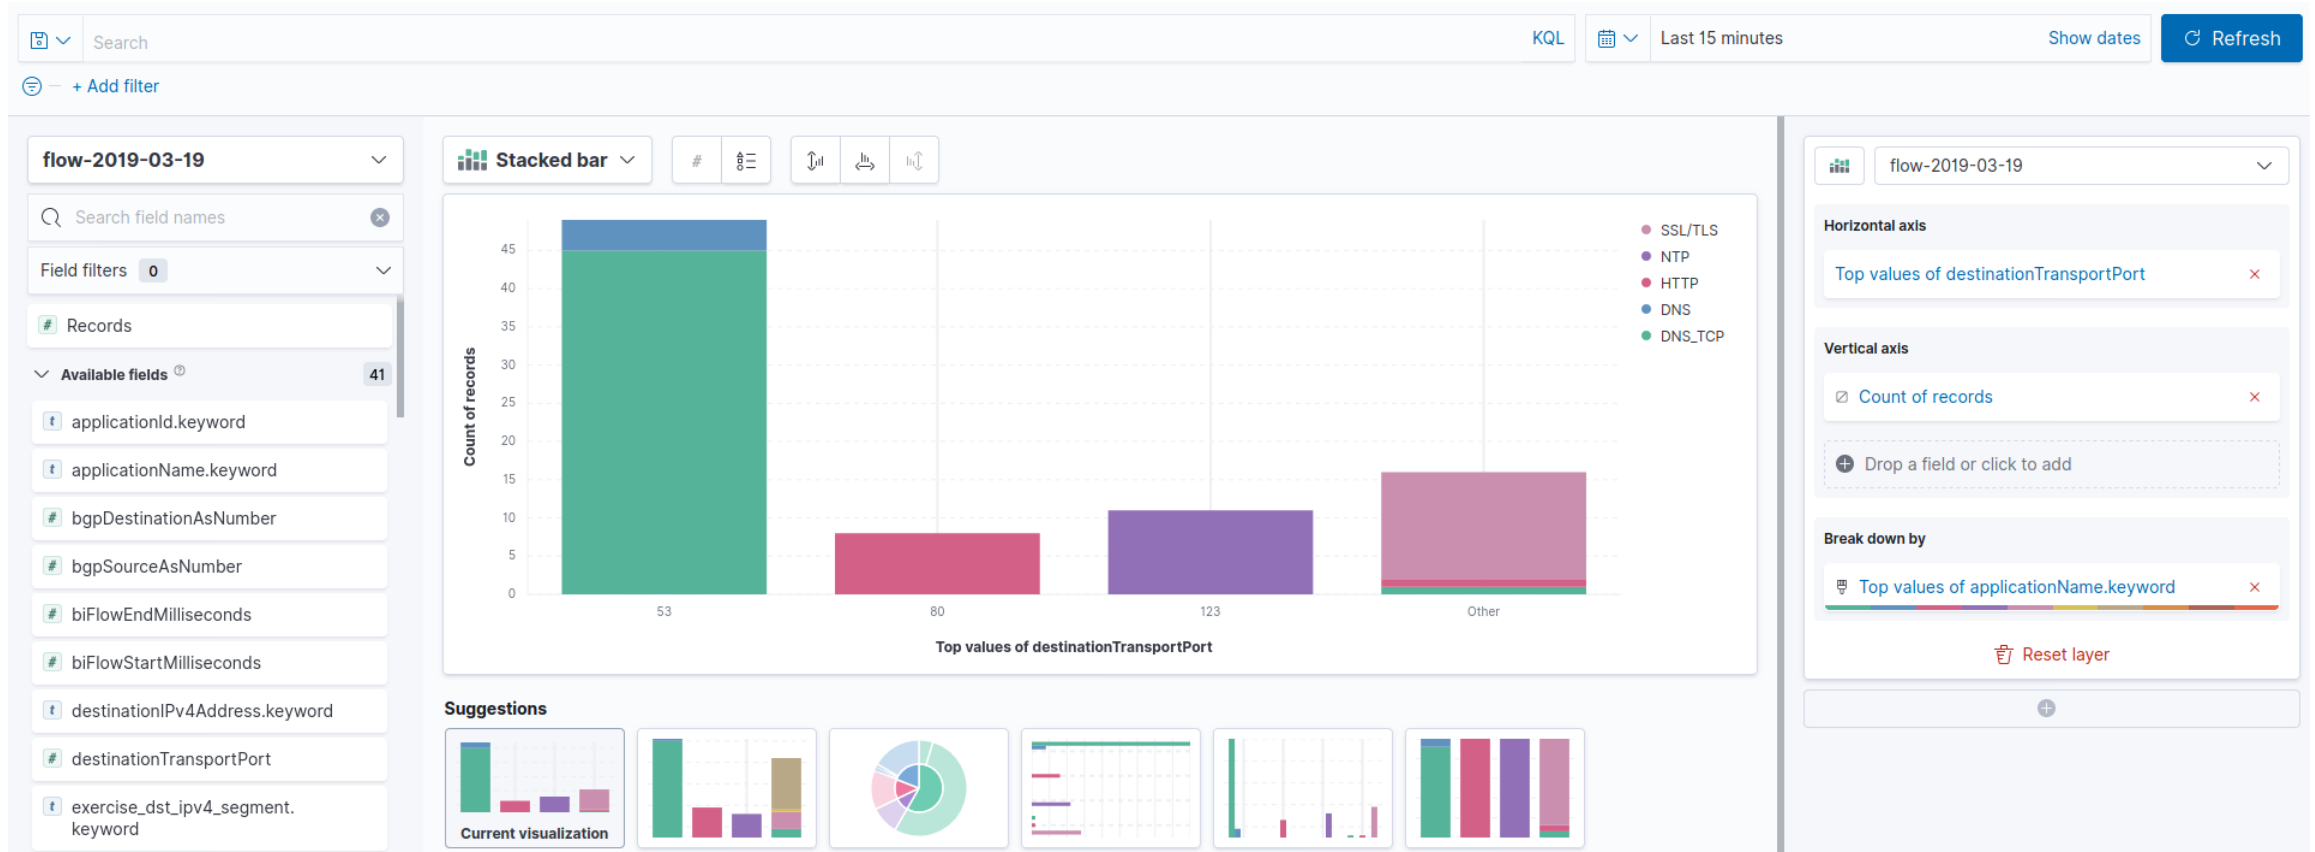 Search
KQL
Last 15 minutes
Show dates
Refresh
+ Add filter
flow-2019-03-19
Search field names
Field filters 0
# Records
Available fields 41
t applicationId.keyword
t applicationName.keyword
# bgpDestinationAsNumber
# bgpSourceAsNumber
# biFlowEndMilliseconds
# biFlowStartMilliseconds
t destinationIPv4Address.keyword
# destinationTransportPort
t exercise_dst_ipv4_segment.
keyword
Stacked bar
#
Count of records
45
40
35
30
25
20
15
10
5
0
53
80
123
Other
Top values of destinationTransportPort
SSL/TLS
NTP
HTTP
DNS
DNS_TCP
Suggestions
Current visualization
flow-2019-03-19
Horizontal axis
Top values of destinationTransportPort
Vertical axis
Count of records
Drop a field or click to add
Break down by
Top values of applicationName.keyword
Reset layer